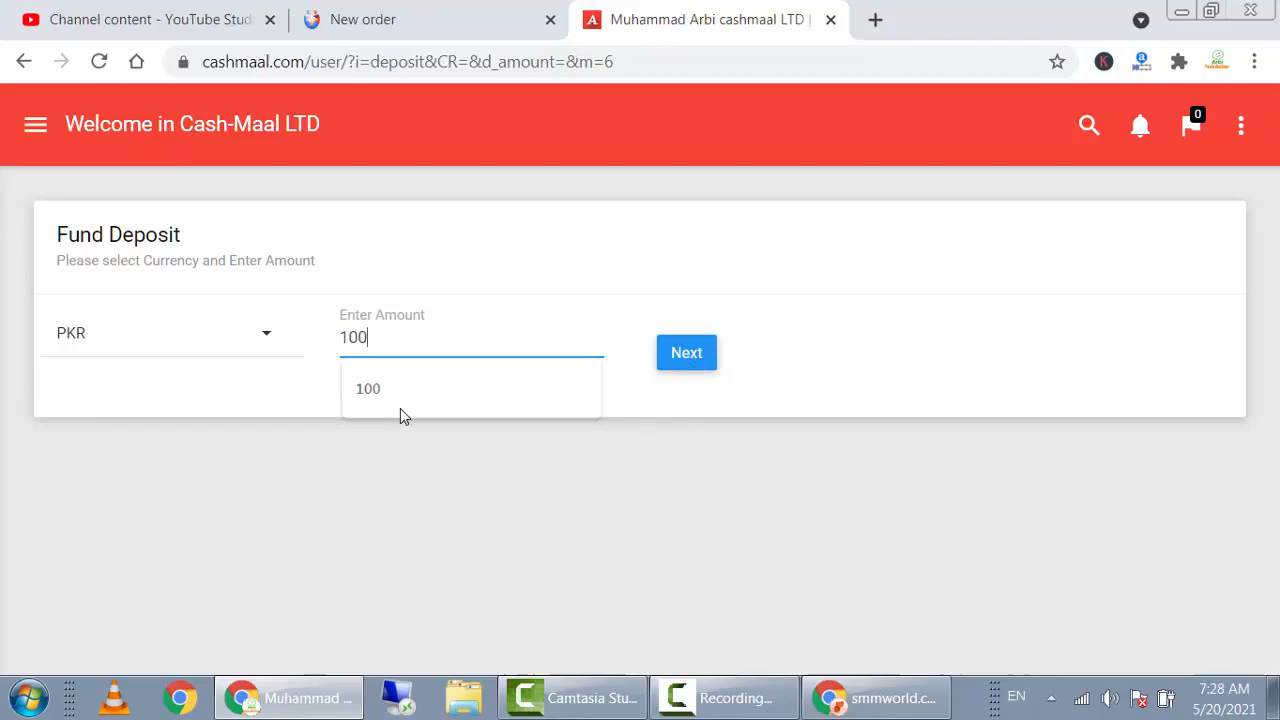 Channel content - YouTube Stud
New order
Muhammad Arbi cashmaal LTD |
cashmaal.com/user/?i=deposit&CR=&d_amount=&m=6
Welcome in Cash-Maal LTD
0
Fund Deposit
Please select Currency and Enter Amount
PKR
Enter Amount
100
Next
100
Muhammad ...
Camtasia Stu...
Recording...
smmworld.c...
EN
7:28 AM
5/20/2021